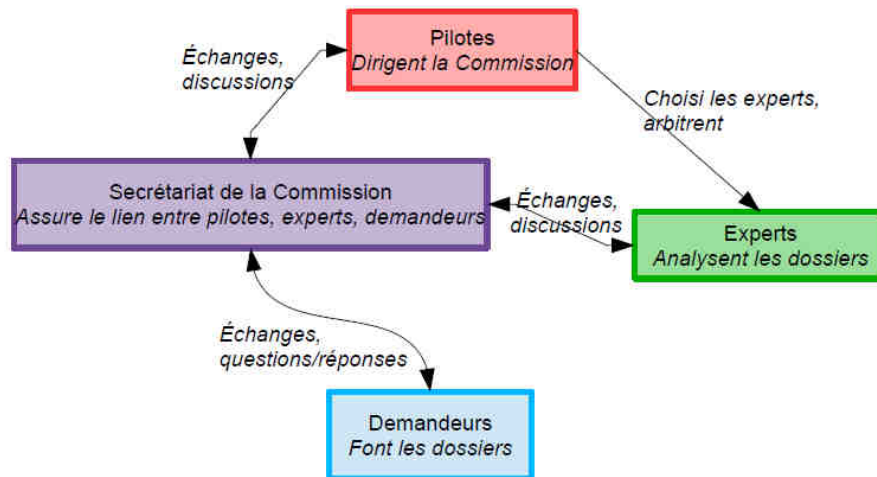 Pilotes
Dirigent la Commission
Échanges,
discussions
Choisi les experts,
arbitrent
Secrétariat de la Commission
Assure le lien entre pilotes, experts, demandeurs
Échanges,
discussions
Experts
Analysent les dossiers
Échanges,
questions/réponses
Demandeurs
Font les dossiers